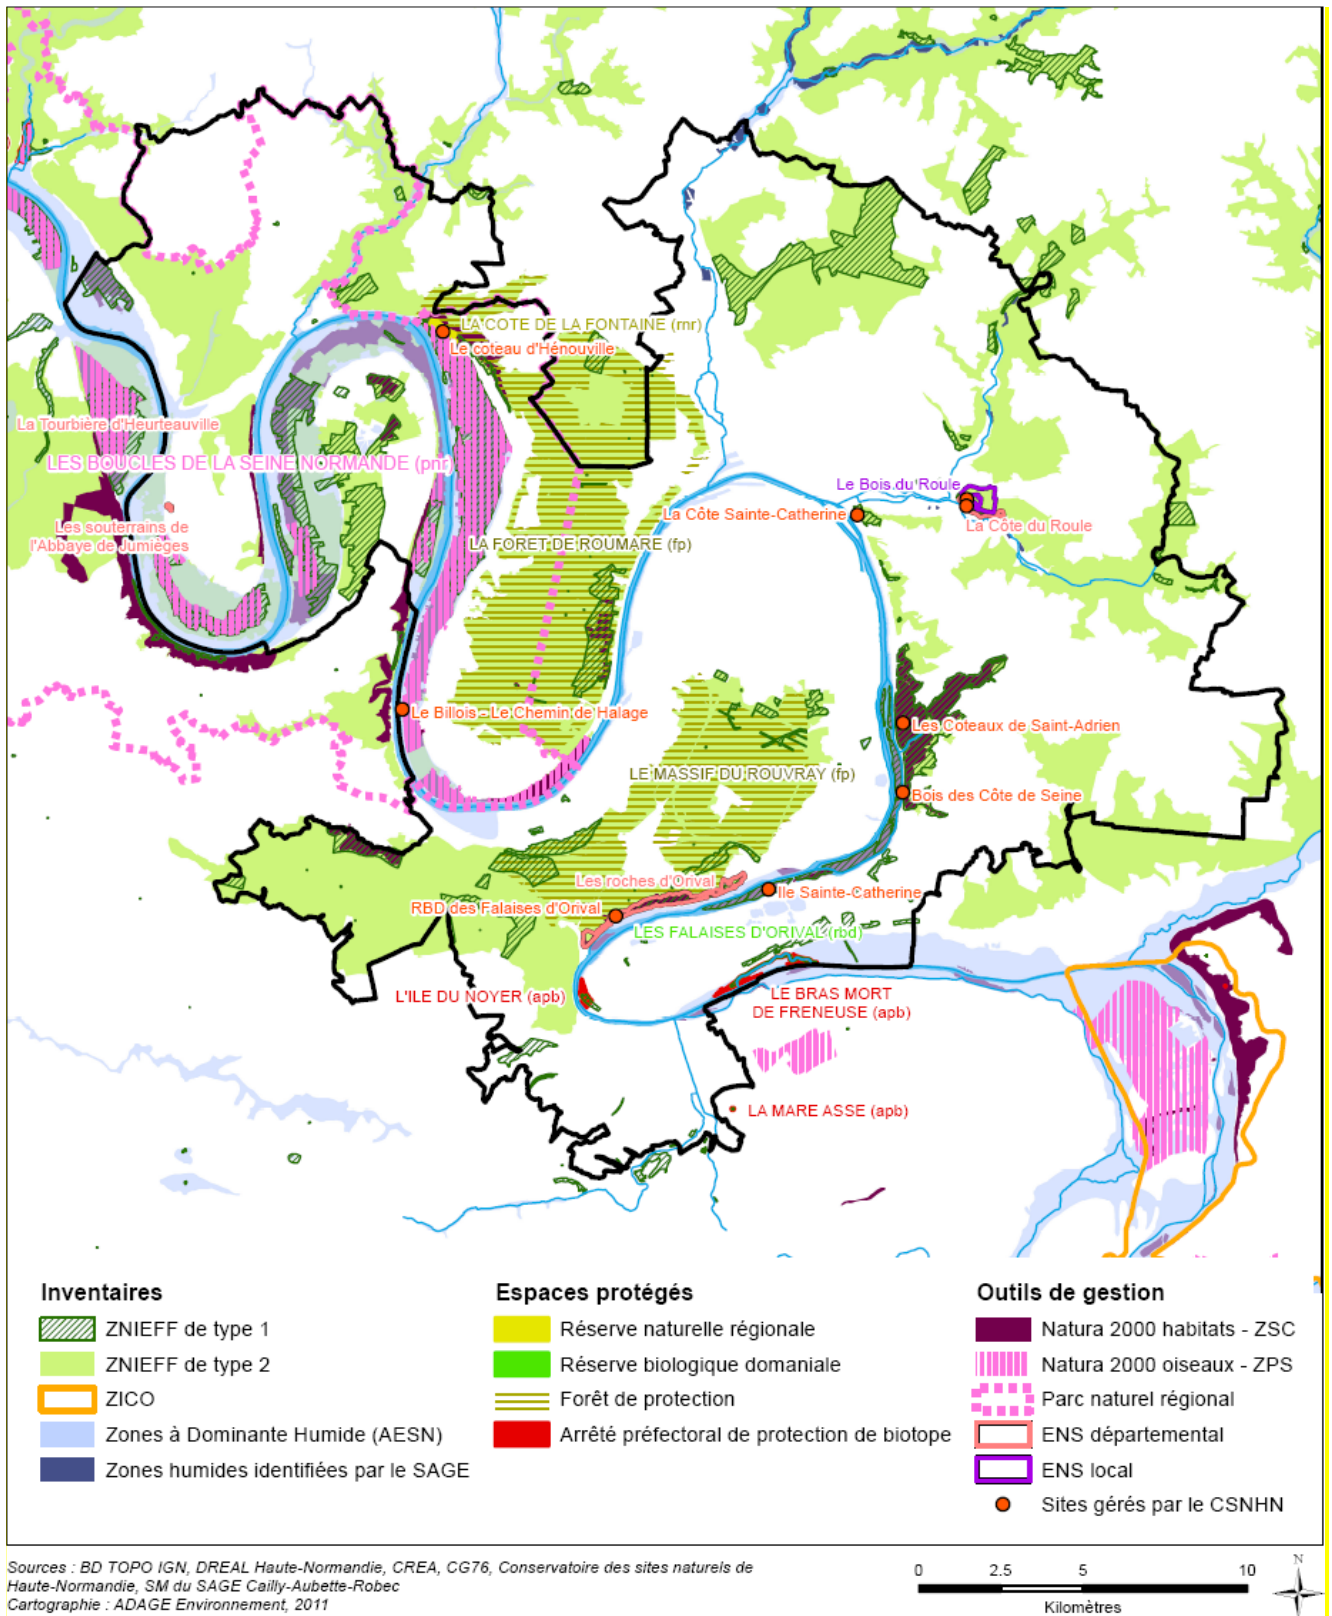 LA COTE DE LA FONTAINE (rnr)
Le coteau d'Hénouville
La Tourbière d'Heurteauville
LES BOUCLES DE LA SEINE NORMANDE (pnr)
Le Bois du Roule
La Côte Sainte-Catherine
La Côte du Roule
Les souterrains de
l'Abbaye de Jumièges
LA FORET DE ROUMARE (fp)
Le Billois - Le Chemin de Halage
Les Coteaux de Saint-Adrien
LE MASSIF DU ROUVRAY (fp)
Bois des Côte de Seine
Les roches d'Orival
Ile Sainte-Catherine
RBD des Falaises d'Orival
LES FALAISES D'ORIVAL (rbd)
L'ILE DU NOYER (apb)
LE BRAS MORT
DE FRENEUSE (apb)
LA MARE ASSE (apb)
Inventaires
ZNIEFF de type 1
ZNIEFF de type 2
ZICO
Zones à Dominante Humide (AESN)
Zones humides identifiées par le SAGE
Espaces protégés
Réserve naturelle régionale
Réserve biologique domaniale
Forêt de protection
Arrêté préfectoral de protection de biotope
Outils de gestion
Natura 2000 habitats - ZSC
Natura 2000 oiseaux - ZPS
Parc naturel régional
ENS départemental
ENS local
Sites gérés par le CSNHN
Sources : BD TOPO IGN, DREAL Haute-Normandie, CREA, CG76, Conservatoire des sites naturels de
Haute-Normandie, SM du SAGE Cailly-Aubette-Robec
Cartographie : ADAGE Environnement, 2011
0 2.5 5 10
Kilomètres
N